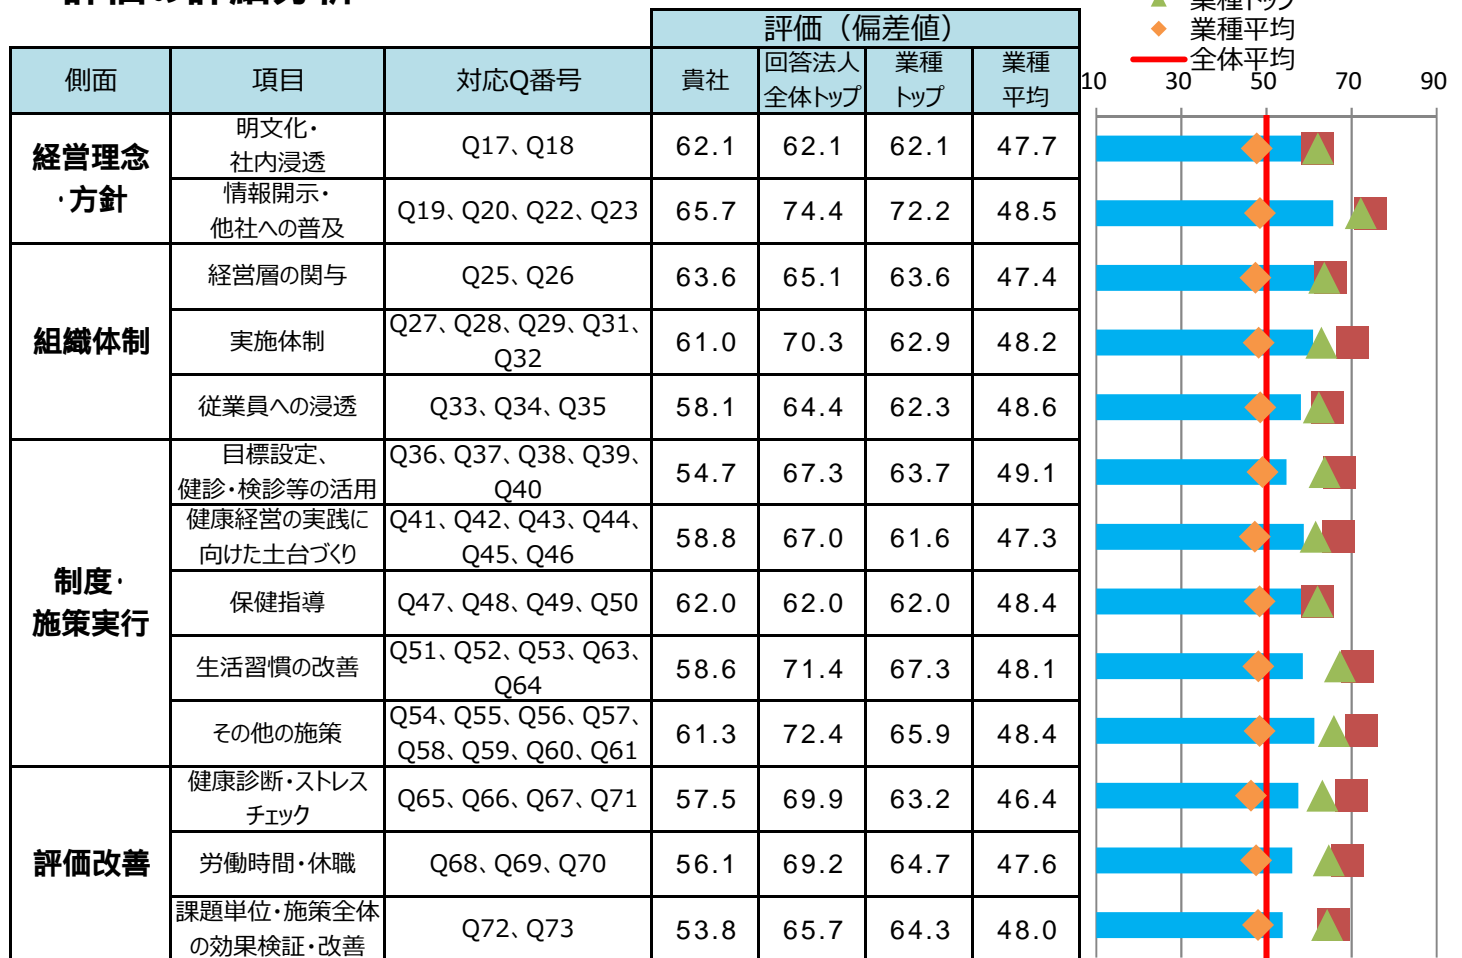 評価の詳細分析
業種トップ
業種平均
全体平均
評価（偏差値）
側面 項目 対応Q番号 貴社 回答法人 業種 業種
全体トップ トップ 平均
10 30 50 70 90
経営理念
・方針
明文化・
社内浸透
Q17、Q18 62.1 62.1 62.1 47.7
情報開示・
他社への普及
Q19、Q20、Q22、Q23 65.7 74.4 72.2 48.5
組織体制
経営層の関与 Q25、Q26 63.6 65.1 63.6 47.4
実施体制
Q27、Q28、Q29、Q31、
Q32
61.0 70.3 62.9 48.2
従業員への浸透 Q33、Q34、Q35 58.1 64.4 62.3 48.6
制度・
施策実行
目標設定、
健診・検診等の活用
Q36、Q37、Q38、Q39、
Q40
54.7 67.3 63.7 49.1
健康経営の実践に
向けた土台づくり
Q41、Q42、Q43、Q44、
Q45、Q46
58.8 67.0 61.6 47.3
保健指導 Q47、Q48、Q49、Q50 62.0 62.0 62.0 48.4
生活習慣の改善
Q51、Q52、Q53、Q63、
Q64
58.6 71.4 67.3 48.1
その他の施策
Q54、Q55、Q56、Q57、
Q58、Q59、Q60、Q61
61.3 72.4 65.9 48.4
評価改善
健康診断・ストレス
チェック
Q65、Q66、Q67、Q71 57.5 69.9 63.2 46.4
労働時間・休職 Q68、Q69、Q70 56.1 69.2 64.7 47.6
課題単位・施策全体
の効果検証・改善
Q72、Q73 53.8 65.7 64.3 48.0